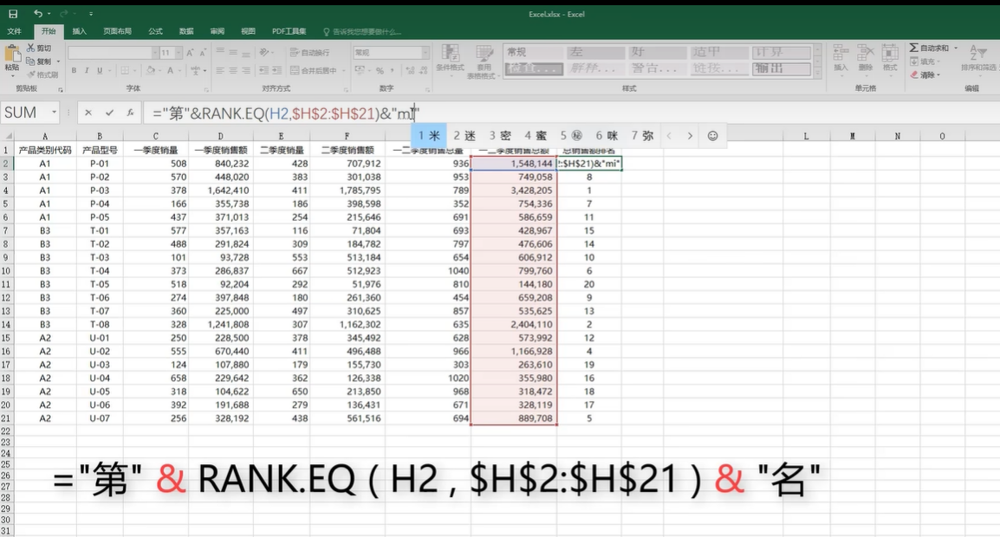 Excel.xlsx - Excel
文件 开始 插入 页面布局 公式 数据 审阅 视图 PDF工具集 告诉我您想要做什么...
剪切 11 自动换行 常规 常规 差 好 适中 计算 自动求和
粘贴 复制 条件格式 套用 插入 删除 格式 填充 排序和筛选
格式刷 B I U 合并后居中 % 表格格式 警告... 链接... 输出 清除
剪贴板 字体 对齐方式 数字 样式 单元格 编辑
SUM ="第"&RANK.EQ(H2,$H$2:$H$21)&"mi"
1 米 2 迷 3 密 4 蜜 5 ㊙ 6 咪 7 弥
A B C D E F L M N O
1 产品类别代码 产品型号 一季度销量 一季度销售额 二季度销量 二季度销售额 一二季度销售总量 一二季度销售总额 总销售额排名
2 A1 P-01 508 840,232 428 707,912 936 1,548,144 !:$H$21)&"mi"
3 A1 P-02 570 448,020 383 301,038 953 749,058 8
4 A1 P-03 378 1,642,410 411 1,785,795 789 3,428,205 1
5 A1 P-04 166 355,738 186 398,598 352 754,336 7
6 A1 P-05 437 371,013 254 215,646 691 586,659 11
7 B3 T-01 577 357,163 116 71,804 693 428,967 15
8 B3 T-02 488 291,824 309 184,782 797 476,606 14
9 B3 T-03 101 93,728 553 513,184 654 606,912 10
10 B3 T-04 373 286,837 667 512,923 1040 799,760 6
11 B3 T-05 518 92,204 292 51,976 810 144,180 20
12 B3 T-06 274 397,848 180 261,360 454 659,208 9
13 B3 T-07 360 225,000 497 310,625 857 535,625 13
14 B3 T-08 328 1,241,808 307 1,162,302 635 2,404,110 2
15 A2 U-01 250 228,500 378 345,492 628 573,992 12
16 A2 U-02 555 670,440 411 496,488 966 1,166,928 4
17 A2 U-03 124 107,880 179 155,730 303 263,610 19
18 A2 U-04 658 229,642 362 126,338 1020 355,980 16
19 A2 U-05 318 104,622 650 213,850 968 318,472 18
20 A2 U-06 392 191,688 279 136,431 671 328,119 17
21 A2 U-07 256 328,192 438 561,516 694 889,708 5
22
23
24
25
26
27
28
29
30
31
="第" & RANK.EQ ( H2 , $H$2:$H$21 ) & "名"